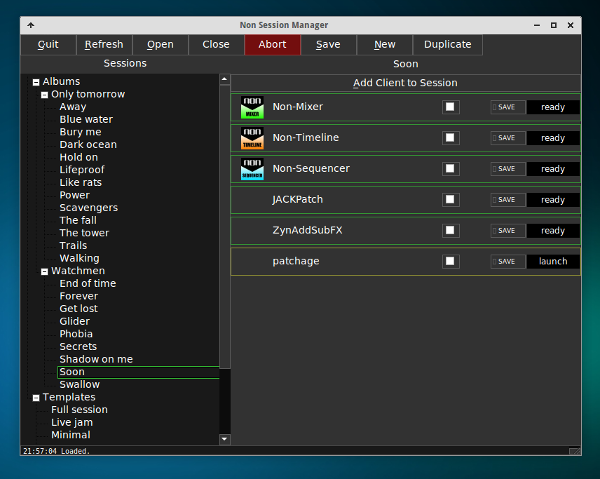 Non Session Manager
Quit Refresh Open Close Abort Save New Duplicate
Sessions
Soon
Albums
Only tomorrow
Away
Blue water
Bury me
Dark ocean
Hold on
Lifeproof
Like rats
Power
Scavengers
The fall
The tower
Trails
Walking
Watchmen
End of time
Forever
Get lost
Glider
Phobia
Secrets
Shadow on me
Soon
Swallow
Templates
Full session
Live jam
Minimal
Add Client to Session
non MIXER Non-Mixer SAVE ready
non TIMELINE Non-Timeline SAVE ready
non SEQUENCER Non-Sequencer SAVE ready
JACKPatch SAVE ready
ZynAddSubFX SAVE ready
patchage SAVE launch
21:57:04 Loaded.